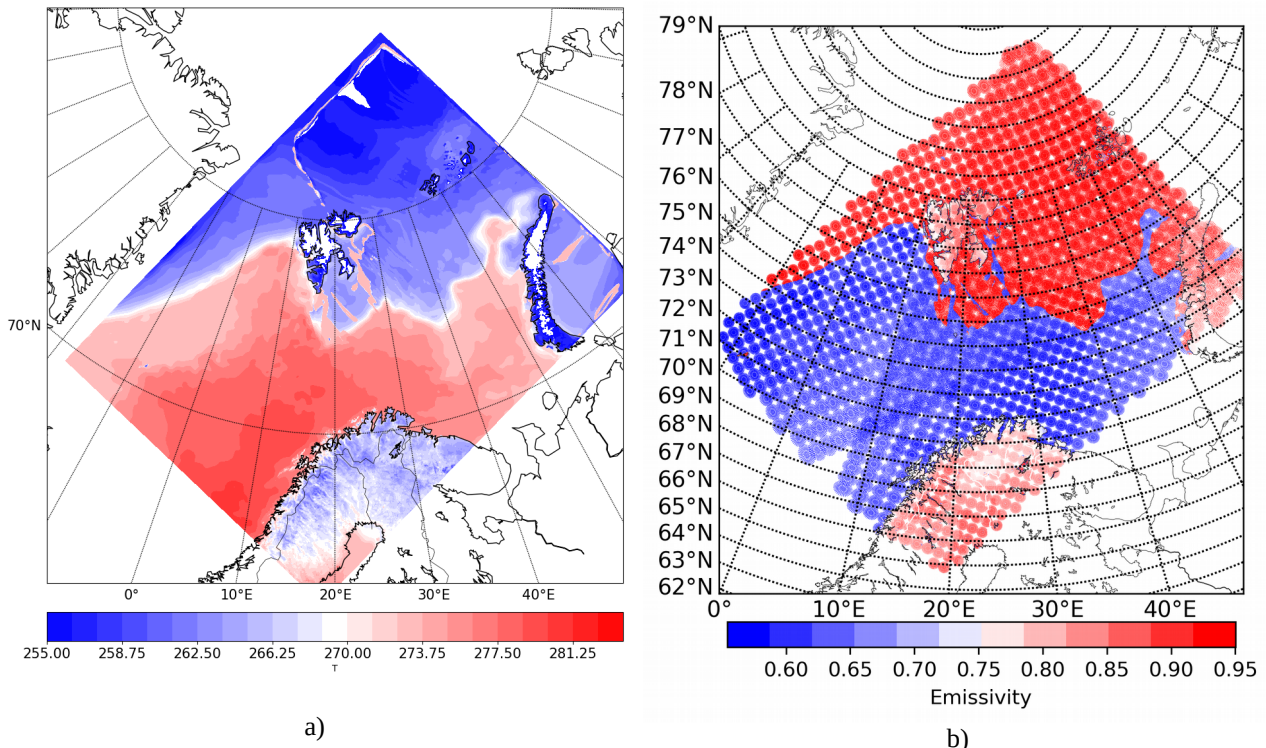 70°N
0° 10°E 20°E 30°E 40°E
255.00 258.75 262.50 266.25 270.00 273.75 277.50 281.25
T
a)
79°N
78°N
77°N
76°N
75°N
74°N
73°N
72°N
71°N
70°N
69°N
68°N
67°N
66°N
65°N
64°N
63°N
62°N
0° 10°E 20°E 30°E 40°E
0.60 0.65 0.70 0.75 0.80 0.85 0.90 0.95
Emissivity
b)